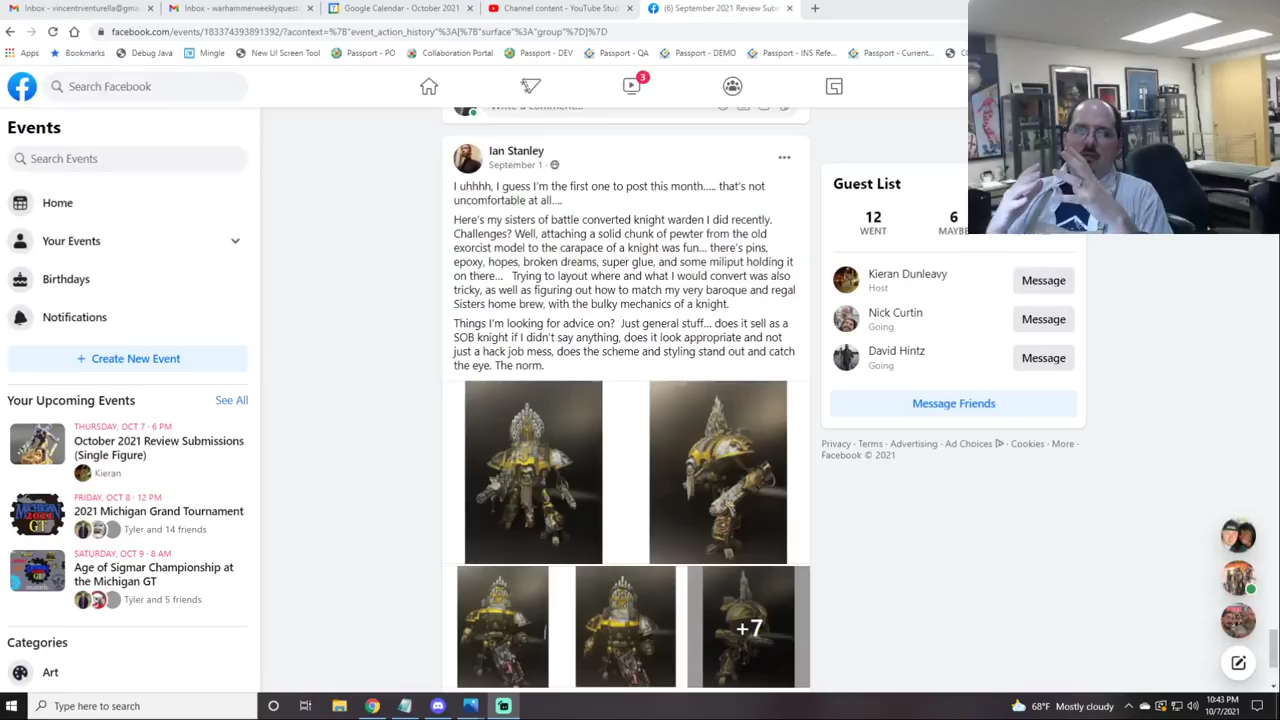 Inbox - vincentrventurella@gma
Inbox - warhammerweeklyquest
Google Calendar - October 2021
Channel content - YouTube Stud
(6) September 2021 Review Subm
facebook.com/events/183374393891392/?acontext=%7B"event_action_history"%3A[%7B"surface"%3A"group"%7D]%7D
Apps
Bookmarks
Debug Java
Mingle
New UI Screen Tool
Passport - PO
Collaboration Portal
Passport - DEV
Passport - QA
Passport - DEMO
Passport - INS Refe...
Passport - Current...
Search Facebook
3
Events
Search Events
Home
Your Events
Birthdays
Notifications
+ Create New Event
Your Upcoming Events
See All
THURSDAY, OCT 7 · 6 PM
October 2021 Review Submissions
(Single Figure)
Kieran
FRIDAY, OCT 8 · 12 PM
2021 Michigan Grand Tournament
Tyler and 14 friends
SATURDAY, OCT 9 · 8 AM
Age of Sigmar Championship at
the Michigan GT
Tyler and 5 friends
Categories
Art
Write a comment...
Ian Stanley
September 1 ·
I uhhhh, I guess I'm the first one to post this month..... that's not
uncomfortable at all....
Here's my sisters of battle converted knight warden I did recently.
Challenges? Well, attaching a solid chunk of pewter from the old
exorcist model to the carapace of a knight was fun... there's pins,
epoxy, hopes, broken dreams, super glue, and some miliput holding it
on there... Trying to layout where and what I would convert was also
tricky, as well as figuring out how to match my very baroque and regal
Sisters home brew, with the bulky mechanics of a knight.
Things I'm looking for advice on? Just general stuff... does it sell as a
SOB knight if I didn't say anything, does it look appropriate and not
just a hack job mess, does the scheme and styling stand out and catch
the eye. The norm.
+7
Guest List
12
WENT
6
MAYBE
Kieran Dunleavy
Host
Message
Nick Curtin
Going
Message
David Hintz
Going
Message
Message Friends
Privacy · Terms · Advertising · Ad Choices · Cookies · More ·
Facebook © 2021
Type here to search
68°F Mostly cloudy
10:43 PM
10/7/2021